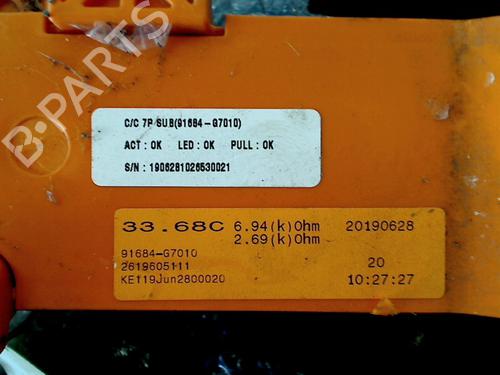 C/C 7P SUB(91684-G7010)
ACT : OK LED : OK PULL : OK
S/N : 1906281026530021
33.68C 6.94(k)Ohm 20190628
2.69(k)Ohm
91684-G7010
2619605111 20
KE119Jun2800020 10:27:27
B-Parts